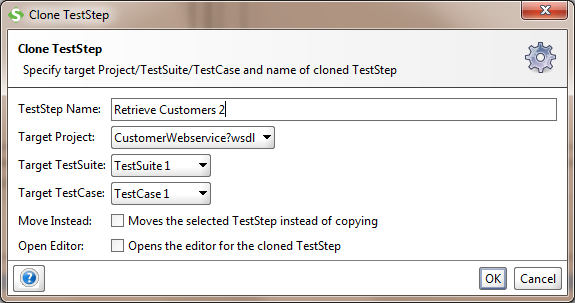 Clone TestStep
Clone TestStep
Specify target Project/TestSuite/TestCase and name of cloned TestStep
TestStep Name: Retrieve Customers 2
Target Project: CustomerWebservice?wsdl
Target TestSuite: TestSuite 1
Target TestCase: TestCase 1
Move Instead: Moves the selected TestStep instead of copying
Open Editor: Opens the editor for the cloned TestStep
? OK Cancel